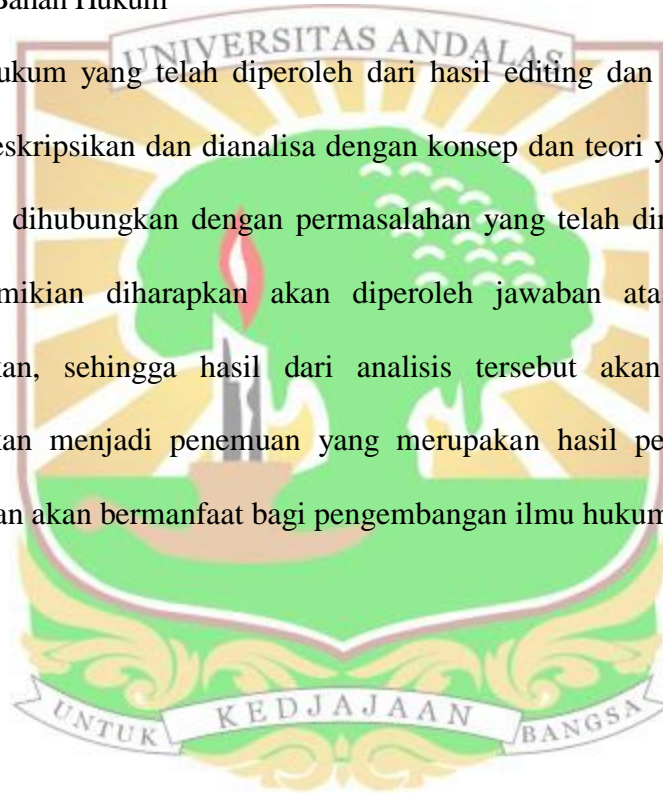 Bahan Hukum
UNIVERSITAS ANDALAS
ukum yang telah diperoleh dari hasil editing dan
eskripsikan dan dianalisa dengan konsep dan teori y
dihubungkan dengan permasalahan yang telah dir
mikian diharapkan akan diperoleh jawaban ata
kan, sehingga hasil dari analisis tersebut akan
kan menjadi penemuan yang merupakan hasil pe
an akan bermanfaat bagi pengembangan ilmu hukum
UNTUK KEDJAJAAN BANGSA